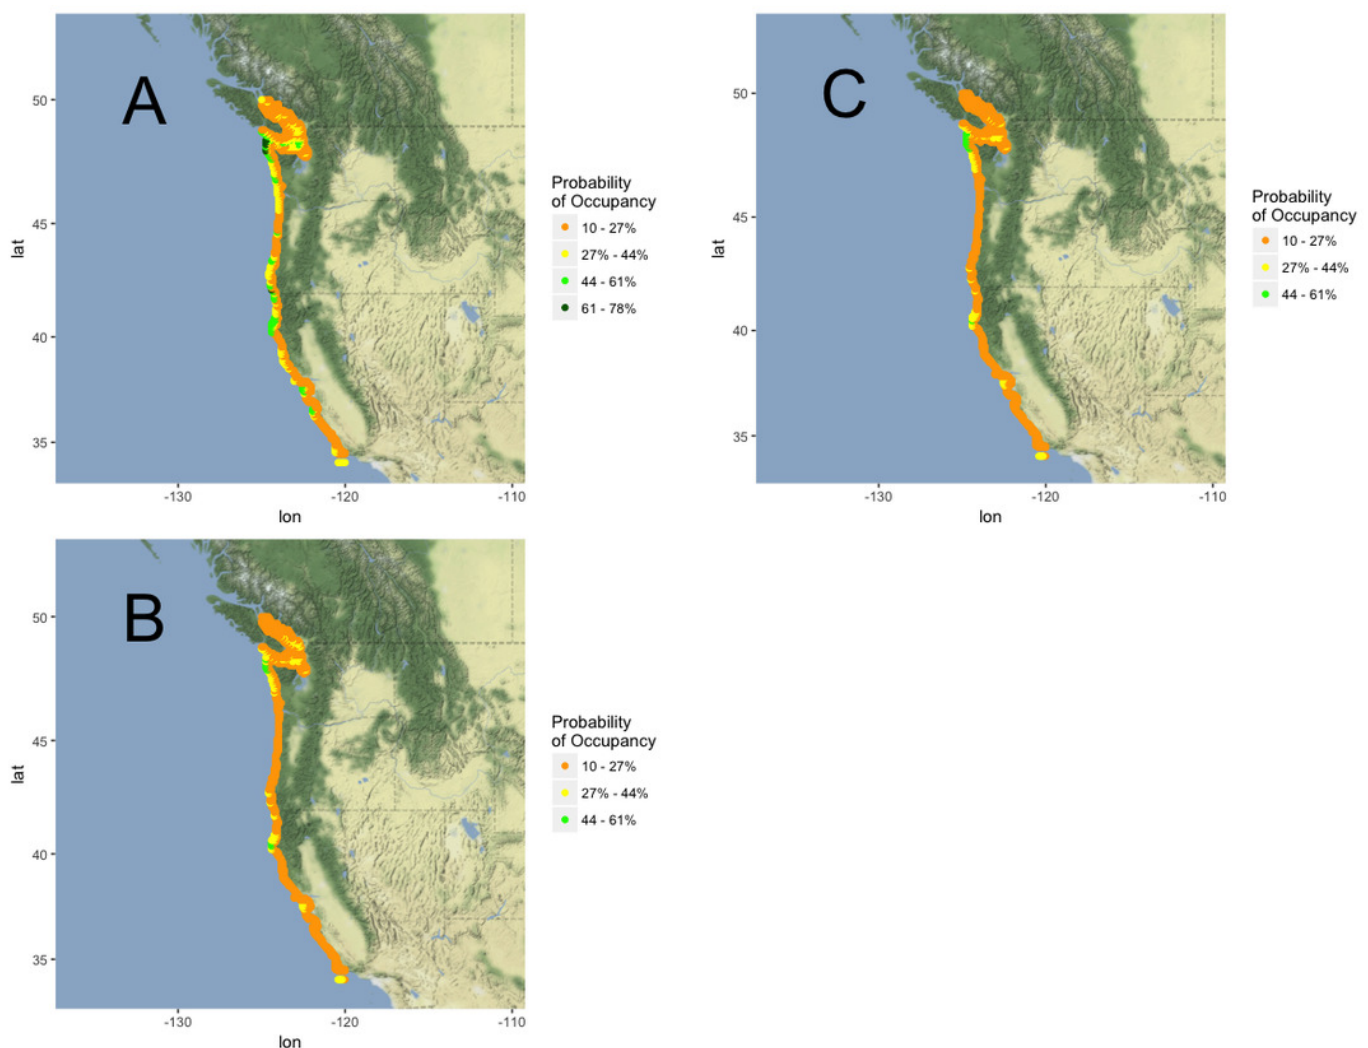 A
50
45
40
35
lat
-130
-120
-110
lon
Probability
of Occupancy
10 - 27%
27% - 44%
44 - 61%
61 - 78%
C
50
45
40
35
lat
-130
-120
-110
lon
Probability
of Occupancy
10 - 27%
27% - 44%
44 - 61%
B
50
45
40
35
lat
-130
-120
-110
lon
Probability
of Occupancy
10 - 27%
27% - 44%
44 - 61%